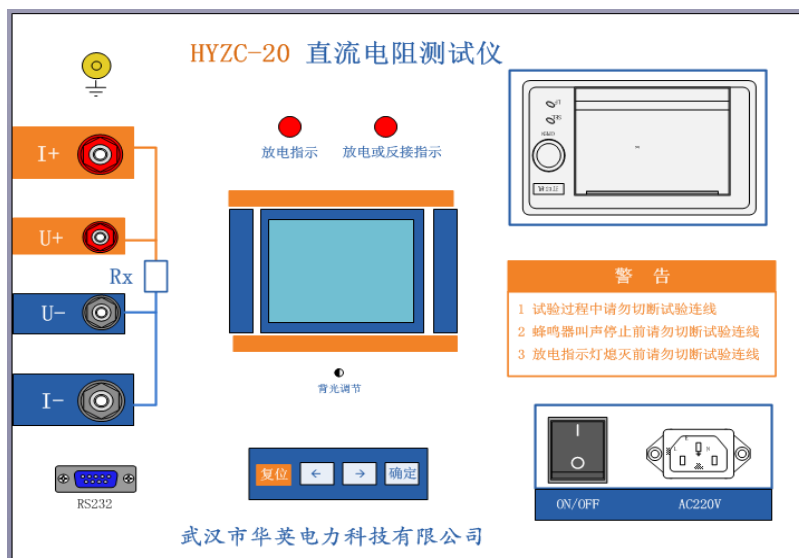 HYZC-20 直流电阻测试仪
放电指示
放电或反接指示
I+
U+
Rx
U-
I-
背光调节
警 告
1 试验过程中请勿切断试验连线
2 蜂鸣器叫声停止前请勿切断试验连线
3 放电指示灯熄灭前请勿切断试验连线
复位
←
→
确定
RS232
ON/OFF
AC220V
武汉市华英电力科技有限公司